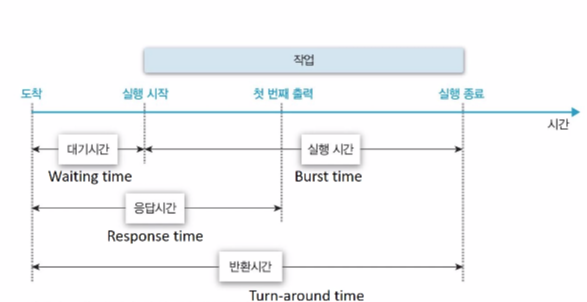 작업
도착 실행 시작 첫 번째 출력 실행 종료
시간
대기시간 실행 시간
Waiting time Burst time
응답시간
Response time
반환시간
Turn-around time